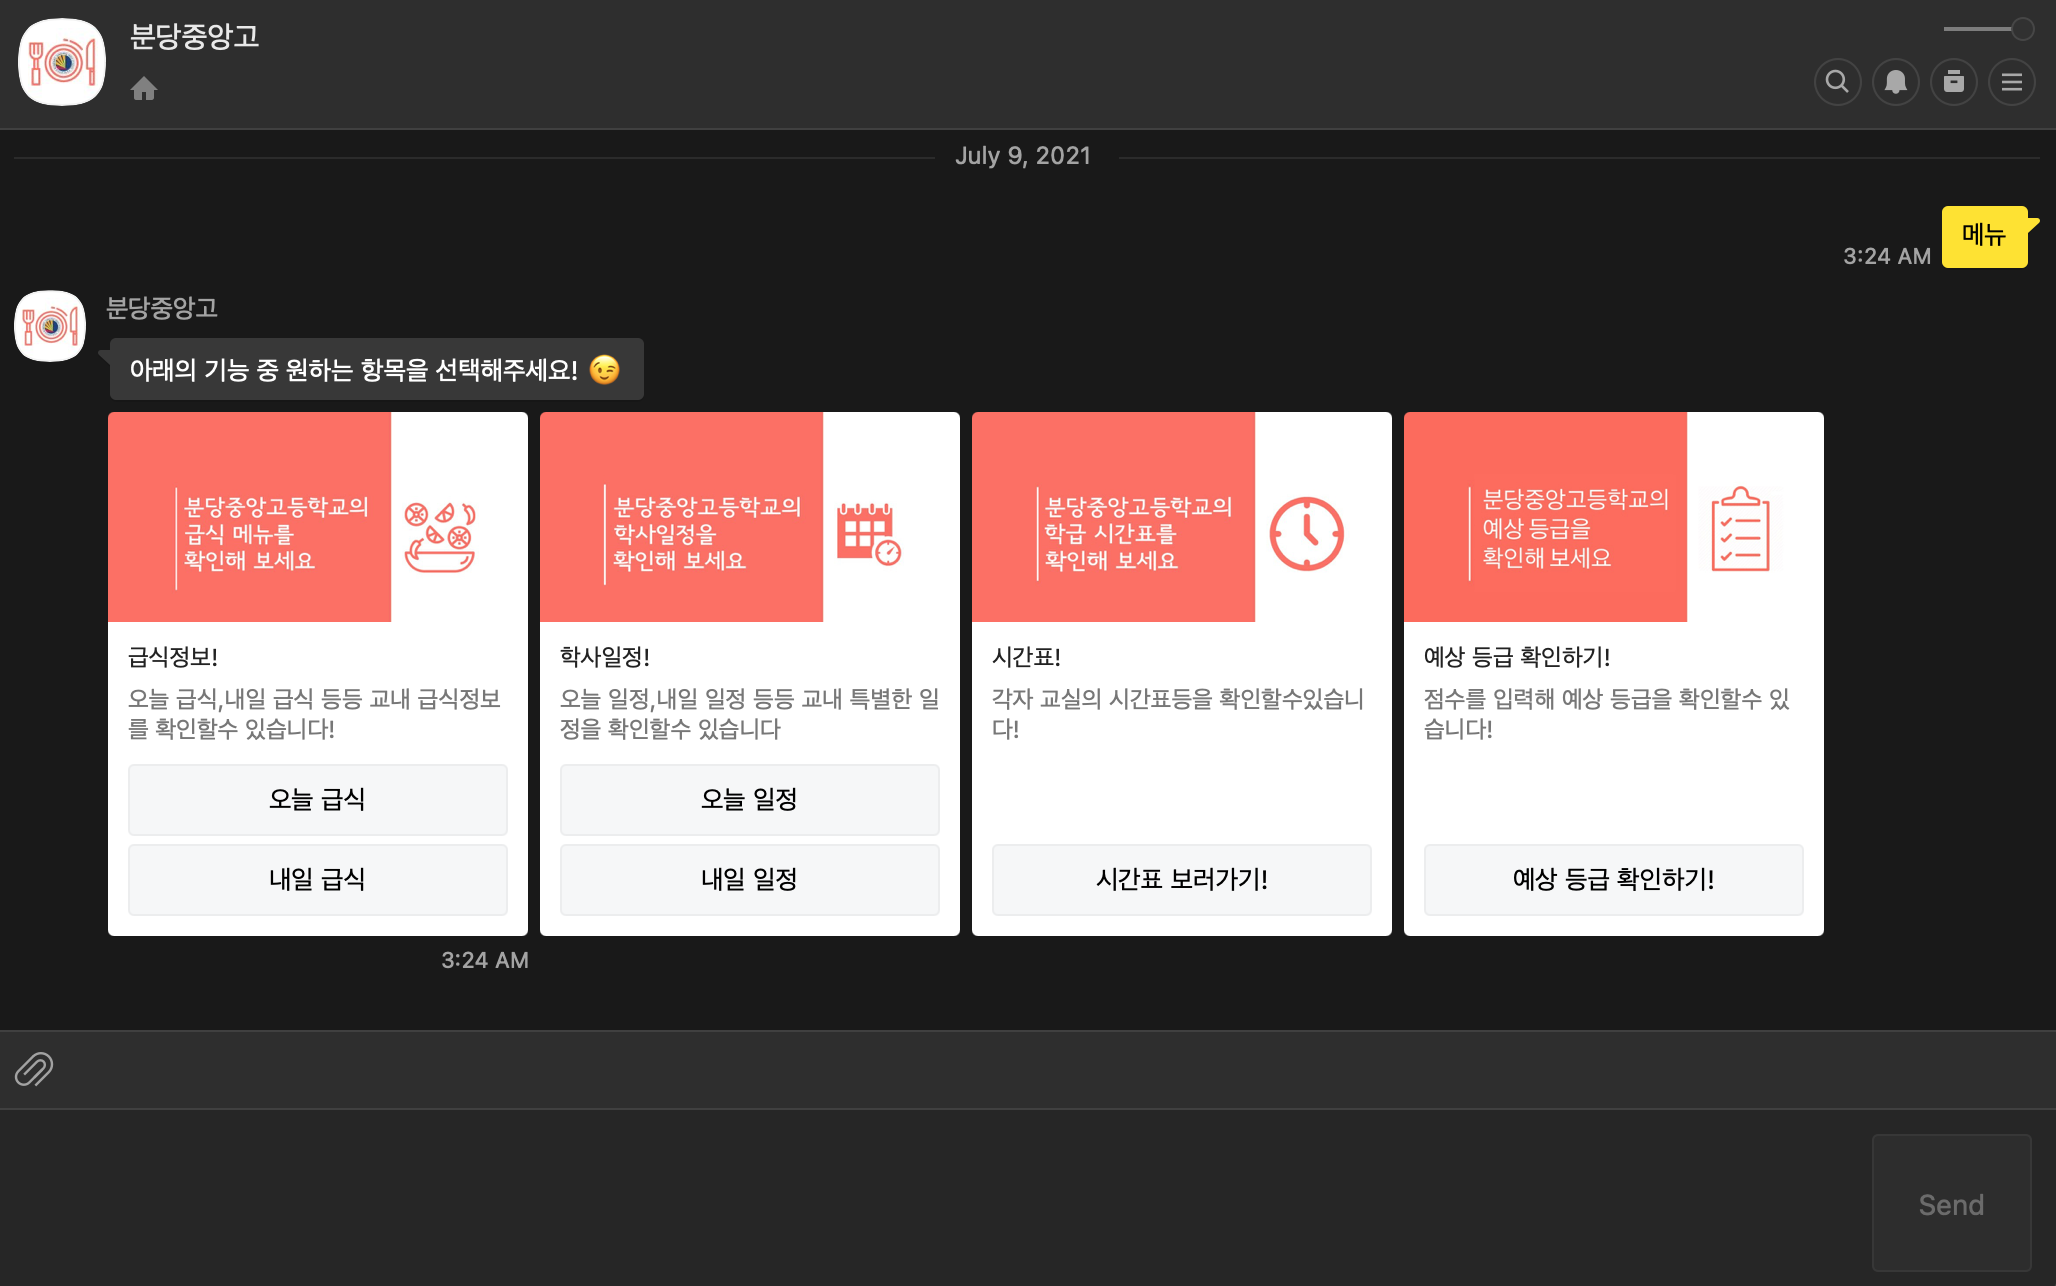 분당중앙고
July 9, 2021
메뉴
3:24 AM
분당중앙고
아래의 기능 중 원하는 항목을 선택해주세요! 😉
분당중앙고등학교의
급식 메뉴를
확인해 보세요
급식정보!
오늘 급식,내일 급식 등등 교내 급식정보
를 확인할수 있습니다!
오늘 급식
내일 급식
분당중앙고등학교의
학사일정을
확인해 보세요
학사일정!
오늘 일정,내일 일정 등등 교내 특별한 일
정을 확인할수 있습니다
오늘 일정
내일 일정
분당중앙고등학교의
학급 시간표를
확인해 보세요
시간표!
각자 교실의 시간표등을 확인할수있습니
다!
시간표 보러가기!
분당중앙고등학교의
예상 등급을
확인해 보세요
예상 등급 확인하기!
점수를 입력해 예상 등급을 확인할수 있
습니다!
예상 등급 확인하기!
3:24 AM
Send